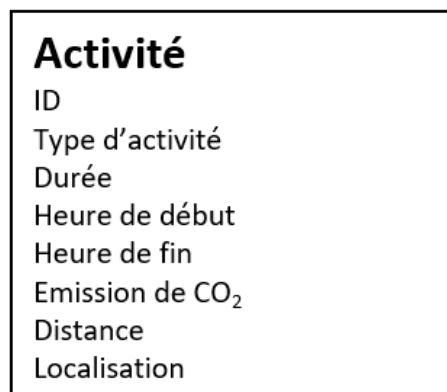 Activité
ID
Type d’activité
Durée
Heure de début
Heure de fin
Emission de CO₂
Distance
Localisation